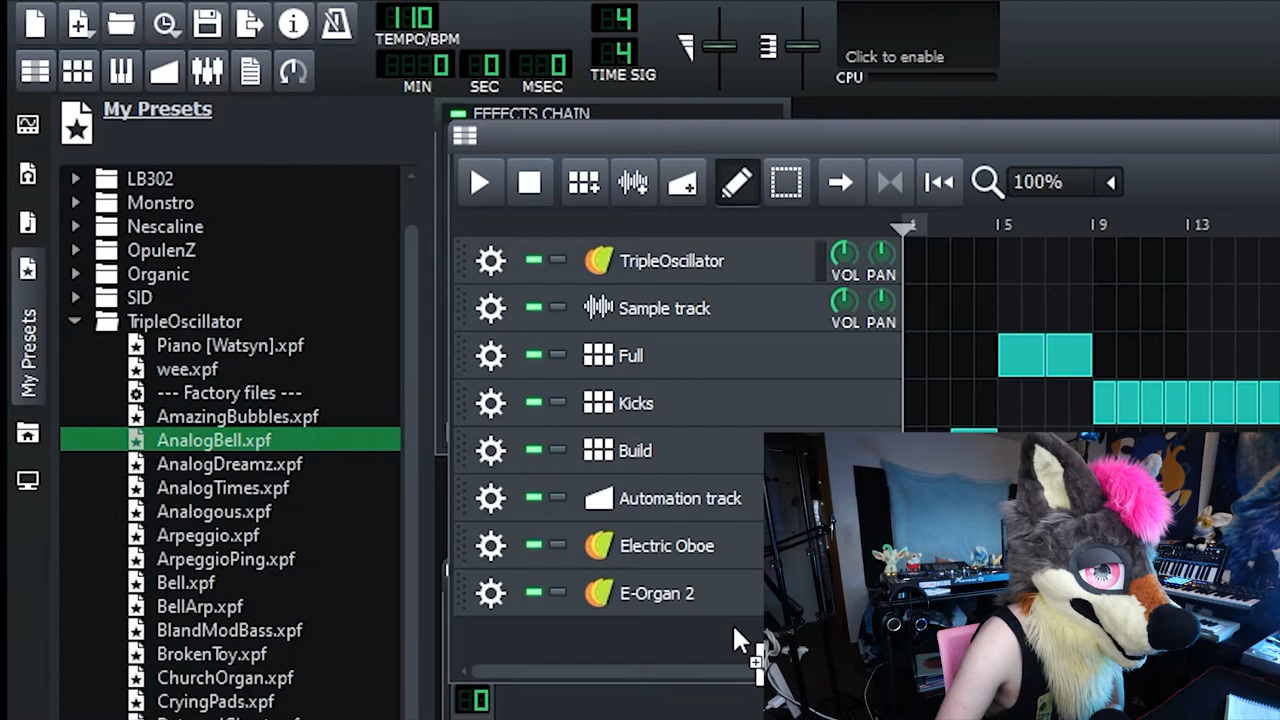 110
TEMPO/BPM
0
MIN
0
SEC
0
MSEC
4
4
TIME SIG
Click to enable
CPU
My Presets
My Presets
LB302
Monstro
Nescaline
OpulenZ
Organic
SID
TripleOscillator
Piano [Watsyn].xpf
wee.xpf
--- Factory files ---
AmazingBubbles.xpf
AnalogBell.xpf
AnalogDreamz.xpf
AnalogTimes.xpf
Analogous.xpf
Arpeggio.xpf
ArpeggioPing.xpf
Bell.xpf
BellArp.xpf
BlandModBass.xpf
BrokenToy.xpf
ChurchOrgan.xpf
CryingPads.xpf
EFFECTS CHAIN
100%
1 5 9 13
TripleOscillator
VOL PAN
Sample track
VOL PAN
Full
Kicks
Build
Automation track
Electric Oboe
E-Organ 2
0